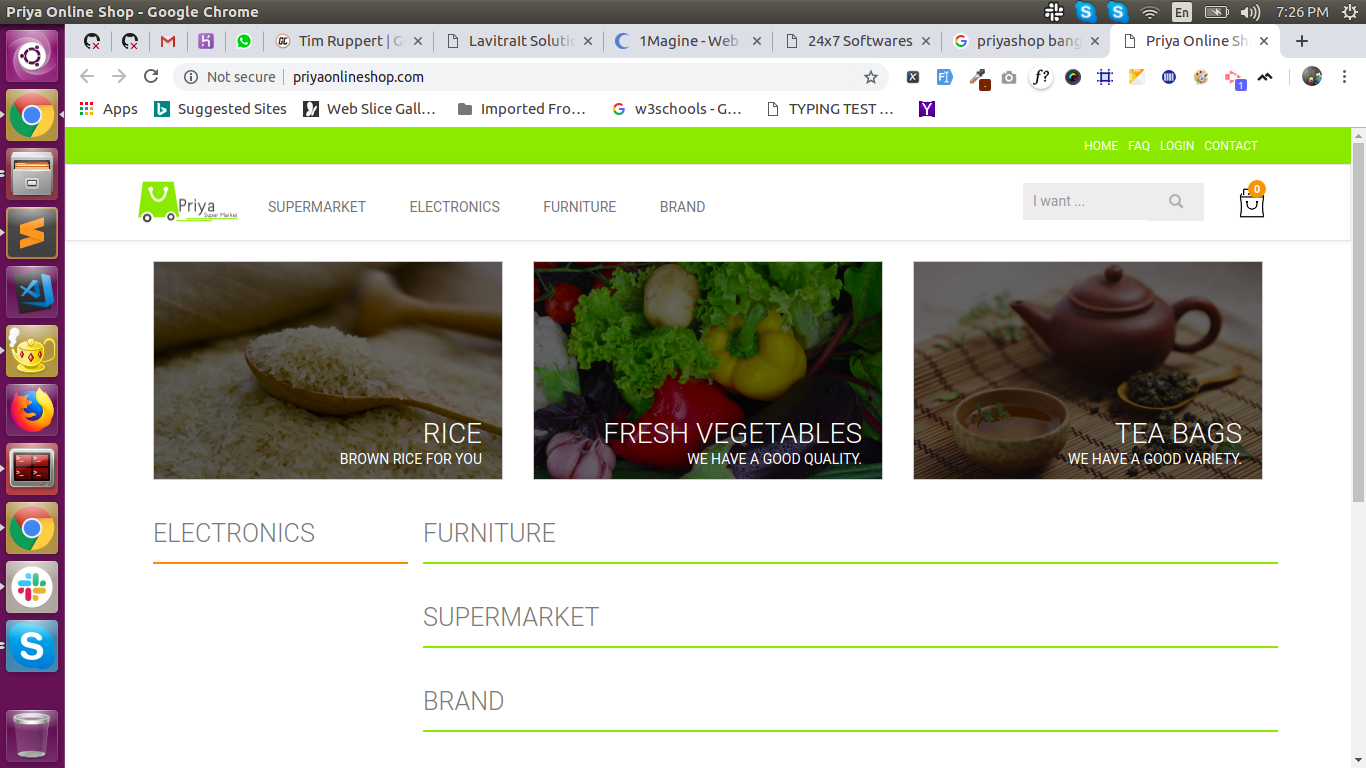 Priya Online Shop - Google Chrome
En
7:26 PM
Tim Ruppert | G
LavitraIt Soluti
1Magine - Web
24x7 Softwares
priyashop bang
Priya Online Sh
Not secure
priyaonlineshop.com
f?
1
Apps
Suggested Sites
Web Slice Gall...
Imported Fro...
w3schools - G...
TYPING TEST ...
HOME FAQ LOGIN CONTACT
Priya
Super Market
SUPERMARKET
ELECTRONICS
FURNITURE
BRAND
I want ...
0
RICE
BROWN RICE FOR YOU
FRESH VEGETABLES
WE HAVE A GOOD QUALITY.
TEA BAGS
WE HAVE A GOOD VARIETY.
ELECTRONICS
FURNITURE
SUPERMARKET
BRAND